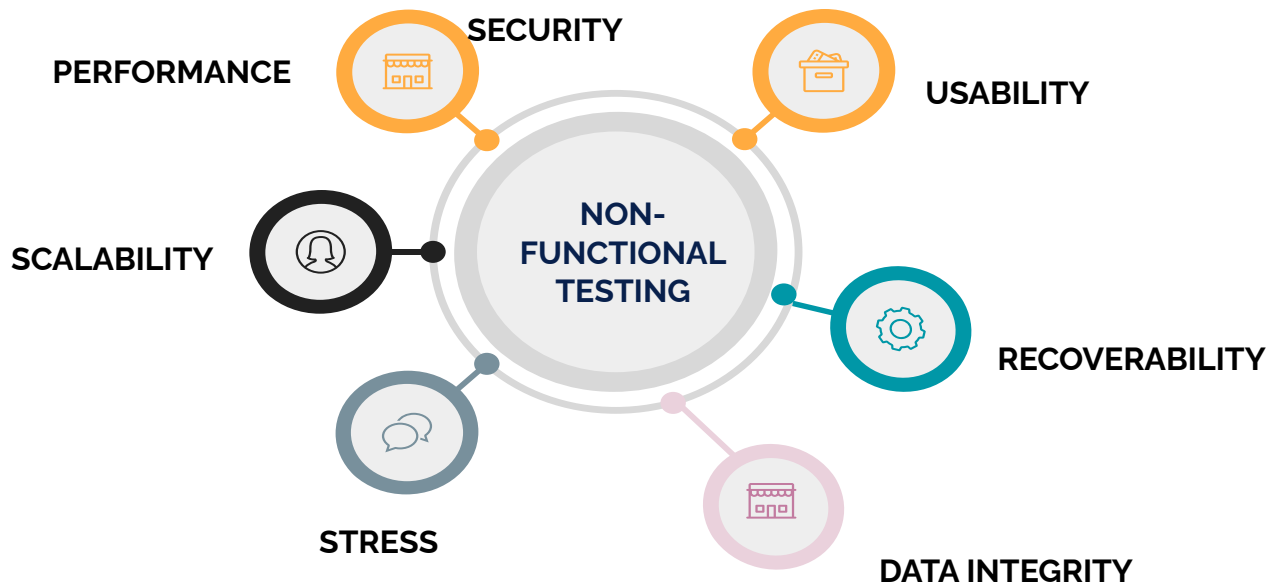 SECURITY
PERFORMANCE
USABILITY
NON-
FUNCTIONAL
TESTING
SCALABILITY
RECOVERABILITY
STRESS
DATA INTEGRITY